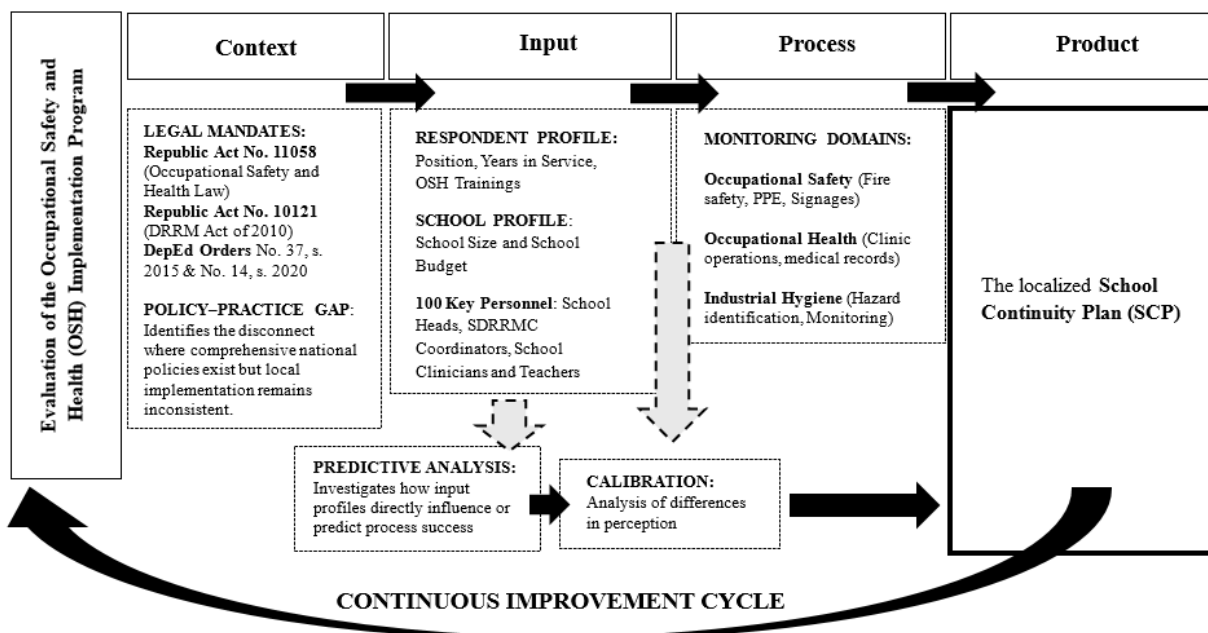 Evaluation of the Occupational Safety and
Health (OSH) Implementation Program
Context
Input
Process
Product
LEGAL MANDATES:
Republic Act No. 11058
(Occupational Safety and
Health Law)
Republic Act No. 10121
(DRRM Act of 2010)
DepEd Orders No. 37, s.
2015 & No. 14, s. 2020
POLICY–PRACTICE GAP:
Identifies the disconnect
where comprehensive national
policies exist but local
implementation remains
inconsistent.
RESPONDENT PROFILE:
Position, Years in Service,
OSH Trainings
SCHOOL PROFILE:
School Size and School
Budget
100 Key Personnel: School
Heads, SDRRMC
Coordinators, School
Clinicians and Teachers
MONITORING DOMAINS:
Occupational Safety (Fire
safety, PPE, Signages)
Occupational Health (Clinic
operations, medical records)
Industrial Hygiene (Hazard
identification, Monitoring)
The localized School
Continuity Plan (SCP)
PREDICTIVE ANALYSIS:
Investigates how input
profiles directly influence or
predict process success
CALIBRATION:
Analysis of differences
in perception
CONTINUOUS IMPROVEMENT CYCLE